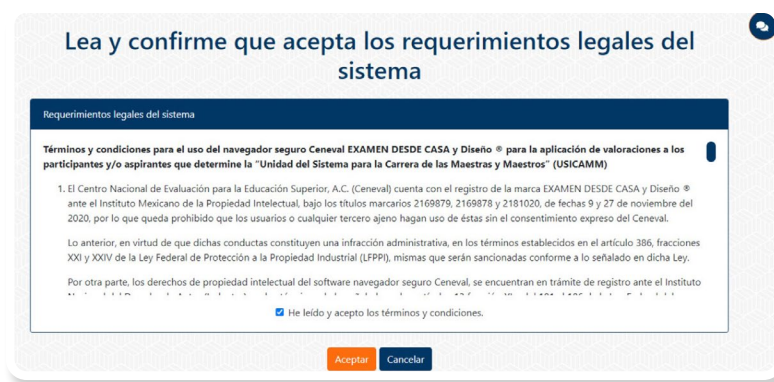 Lea y confirme que acepta los requerimientos legales del
sistema
Requerimientos legales del sistema
Términos y condiciones para el uso del navegador seguro Ceneval EXAMEN DESDE CASA y Diseño ® para la aplicación de valoraciones a los
participantes y/o aspirantes que determine la "Unidad del Sistema para la Carrera de las Maestras y Maestros" (USICAMM)
1. El Centro Nacional de Evaluación para la Educación Superior, A.C. (Ceneval) cuenta con el registro de la marca EXAMEN DESDE CASA y Diseño ®
ante el Instituto Mexicano de la Propiedad Intelectual, bajo los títulos marcarios 2169879, 2169878 y 2181020, de fechas 9 y 27 de noviembre del
2020, por lo que queda prohibido que los usuarios o cualquier tercero ajeno hagan uso de éstas sin el consentimiento expreso del Ceneval.
Lo anterior, en virtud de que dichas conductas constituyen una infracción administrativa, en los términos establecidos en el artículo 386, fracciones
XXI y XXIV de la Ley Federal de Protección a la Propiedad Industrial (LFPPI), mismas que serán sancionadas conforme a lo señalado en dicha Ley.
Por otra parte, los derechos de propiedad intelectual del software navegador seguro Ceneval, se encuentran en trámite de registro ante el Instituto
He leído y acepto los términos y condiciones.
Aceptar Cancelar